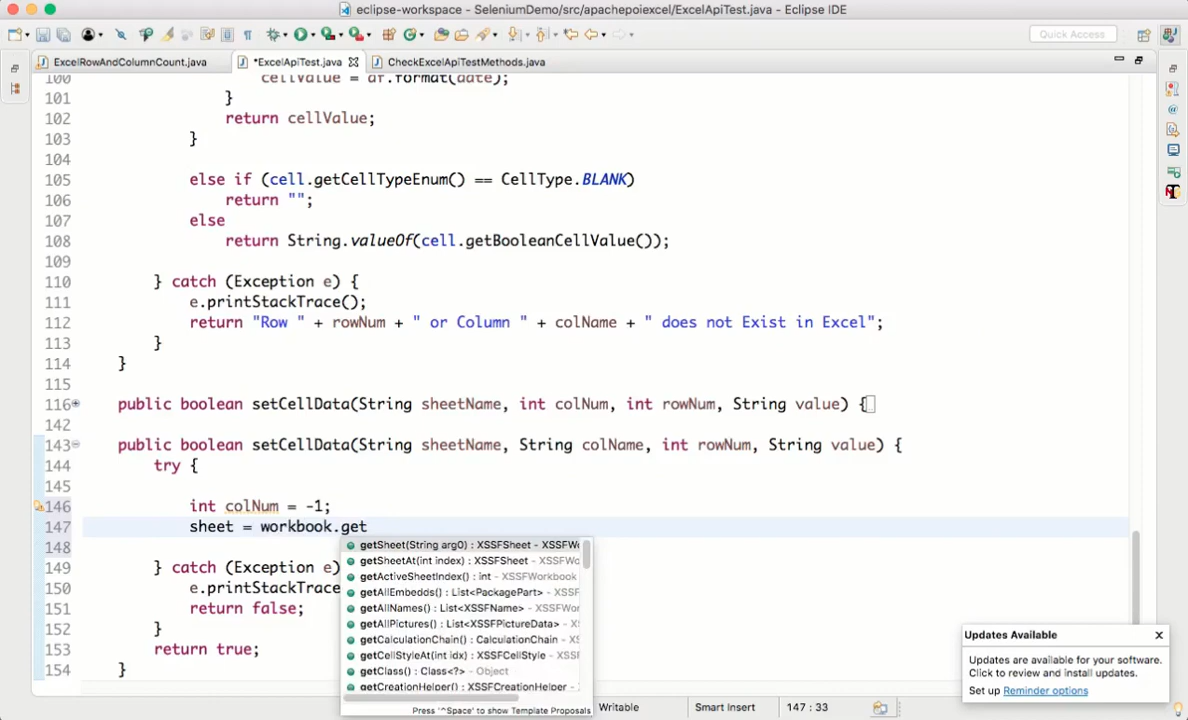 eclipse-workspace - SeleniumDemo/src/apachepoiexcel/ExcelApiTest.java - Eclipse IDE
Quick Access
ExcelRowAndColumnCount.java
*ExcelApiTest.java
CheckExcelApiTestMethods.java
100 cellValue = df.format(date);
101 }
102 return cellValue;
103 }
104
105 else if (cell.getCellTypeEnum() == CellType.BLANK)
106 return "";
107 else
108 return String.valueOf(cell.getBooleanCellValue());
109
110 } catch (Exception e) {
111 e.printStackTrace();
112 return "Row " + rowNum + " or Column " + colName + " does not Exist in Excel";
113 }
114 }
115
116 public boolean setCellData(String sheetName, int colNum, int rowNum, String value) {
142
143 public boolean setCellData(String sheetName, String colName, int rowNum, String value) {
144 try {
145
146 int colNum = -1;
147 sheet = workbook.get
148
149 } catch (Exception e)
150 e.printStackTrace
151 return false;
152 }
153 return true;
154 }
getSheet(String arg0) : XSSFSheet - XSSFWo
getSheetAt(int index) : XSSFSheet - XSSFWo
getActiveSheetIndex() : int - XSSFWorkbook
getAllEmbedds() : List<PackagePart> - XSSF
getAllNames() : List<XSSFName> - XSSFWor
getAllPictures() : List<XSSFPictureData> - X
getCalculationChain() : CalculationChain - XS
getCellStyleAt(int idx) : XSSFCellStyle - XSSF
getClass() : Class<?> - Object
getCreationHelper() : XSSFCreationHelper -
Press '^Space' to show Template Proposals
Updates Available
Updates are available for your software.
Click to review and install updates.
Set up Reminder options
Writable
Smart Insert
147 : 33